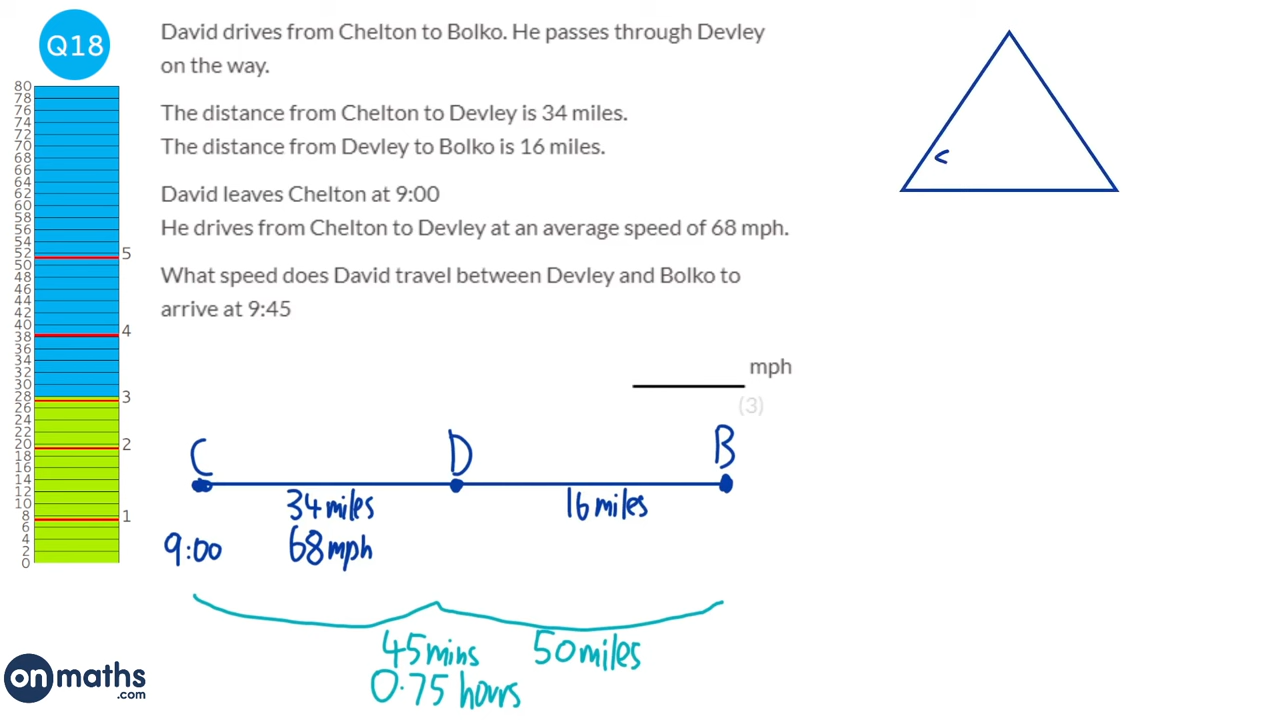 Q18
David drives from Chelton to Bolko. He passes through Devley
on the way.
The distance from Chelton to Devley is 34 miles.
The distance from Devley to Bolko is 16 miles.
David leaves Chelton at 9:00
He drives from Chelton to Devley at an average speed of 68 mph.
What speed does David travel between Devley and Bolko to
arrive at 9:45
mph
(3)
80
78
76
74
72
70
68
66
64
62
60
58
56
54
52
50
48
46
44
42
40
38
36
34
32
30
28
26
24
22
20
18
16
14
12
10
8
6
4
2
0
5
4
3
2
1
C D B
34 miles 16 miles
9:00 68 mph
45 mins 50 miles
0.75 hours
onmaths
.com